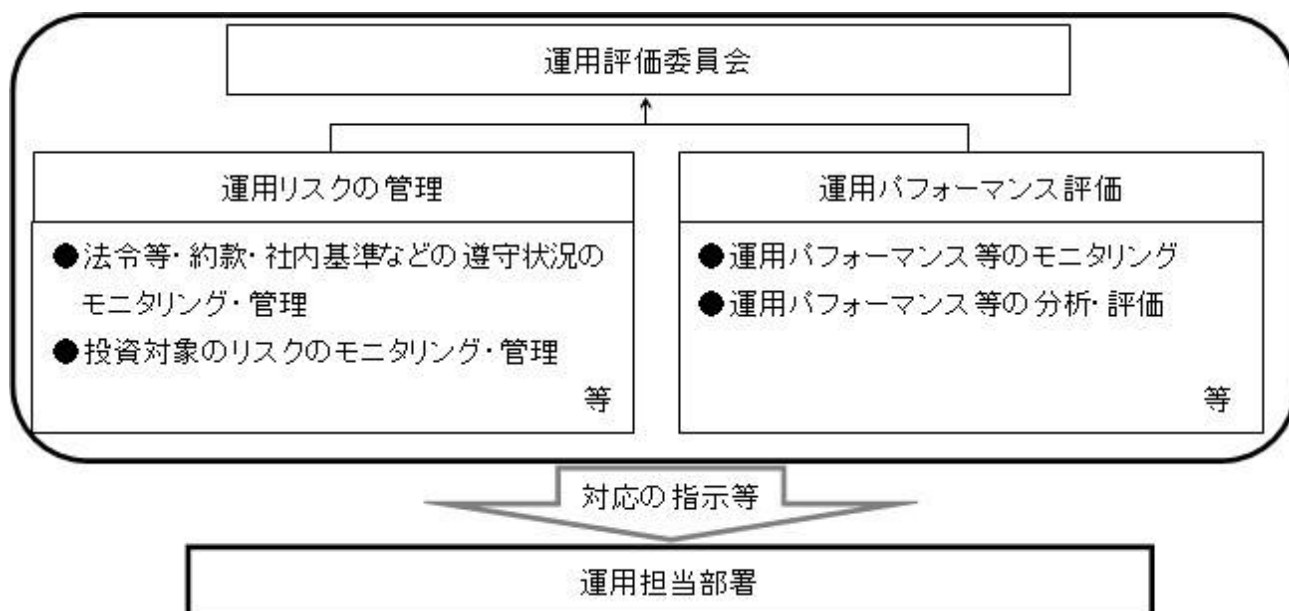 運用評価委員会
運用リスクの管理
●法令等・約款・社内基準などの遵守状況の
モニタリング・管理
●投資対象のリスクのモニタリング・管理
等
運用パフォーマンス評価
●運用パフォーマンス等のモニタリング
●運用パフォーマンス等の分析・評価
等
対応の指示等
運用担当部署